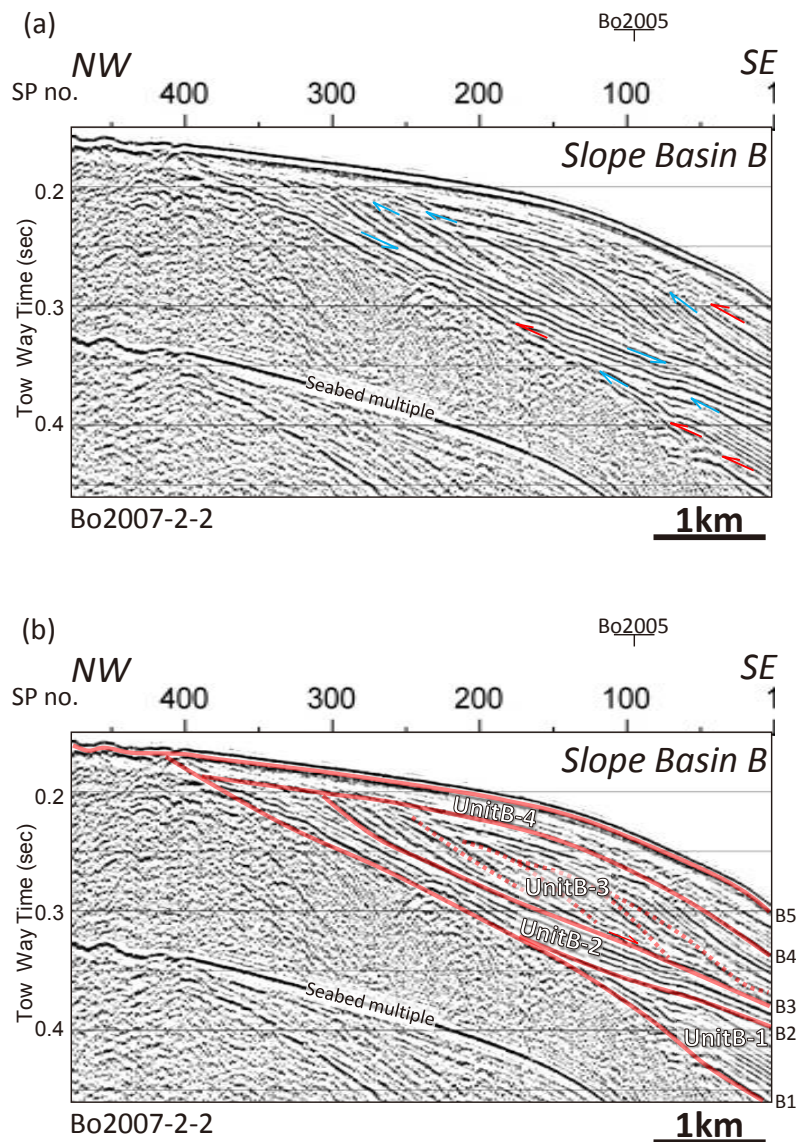 (a)
Bo2005
NW
SE
SP no.
400
300
200
100
1
Slope Basin B
0.2
0.3
0.4
Tow Way Time (sec)
Seabed multiple
Bo2007-2-2
1km
(b)
Bo2005
NW
SE
SP no.
400
300
200
100
1
Slope Basin B
0.2
0.3
0.4
Tow Way Time (sec)
UnitB-4
UnitB-3
UnitB-2
UnitB-1
Seabed multiple
B5
B4
B3
B2
B1
Bo2007-2-2
1km